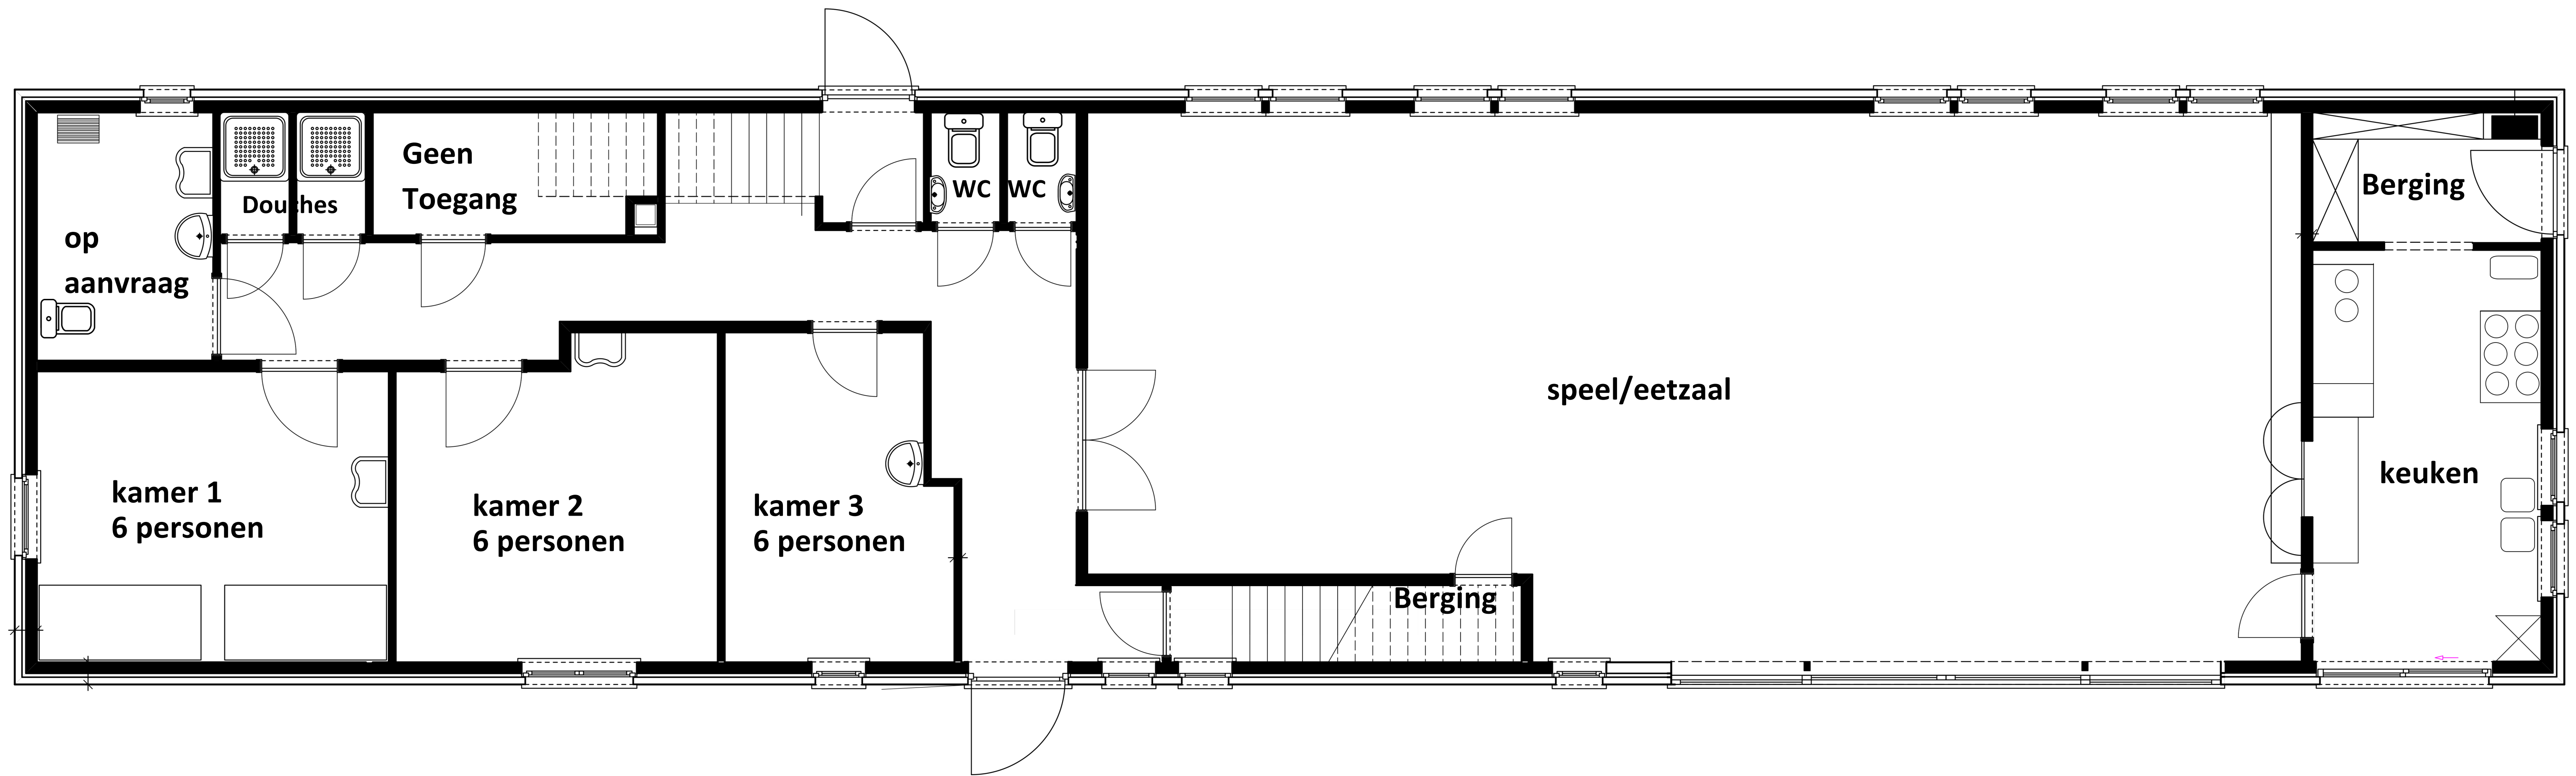 Geen
Toegang
Douches
WC
WC
Berging
op
aanvraag
speel/eetzaal
keuken
kamer 1
6 personen
kamer 2
6 personen
kamer 3
6 personen
Berging